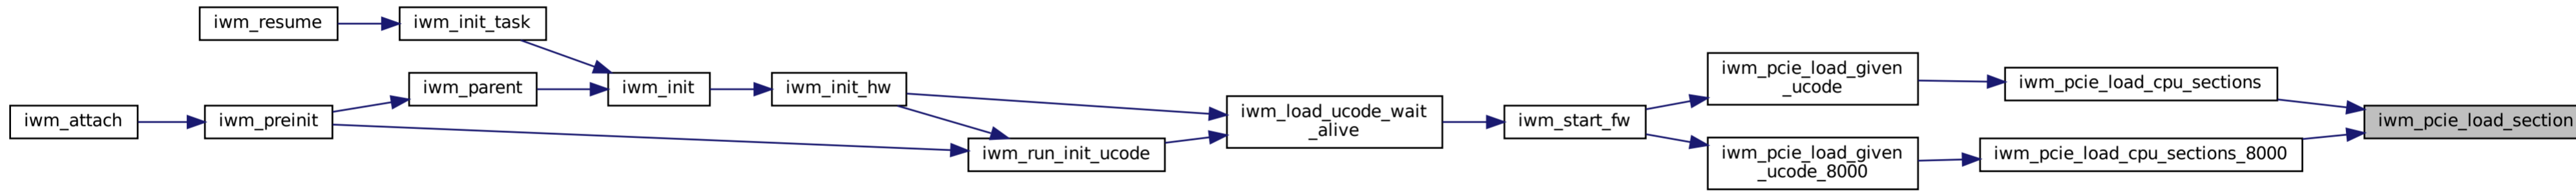 iwm_resume
iwm_init_task
iwm_attach
iwm_preinit
iwm_parent
iwm_init
iwm_init_hw
iwm_run_init_ucode
iwm_load_ucode_wait
_alive
iwm_start_fw
iwm_pcie_load_given
_ucode
iwm_pcie_load_given
_ucode_8000
iwm_pcie_load_cpu_sections
iwm_pcie_load_cpu_sections_8000
iwm_pcie_load_section